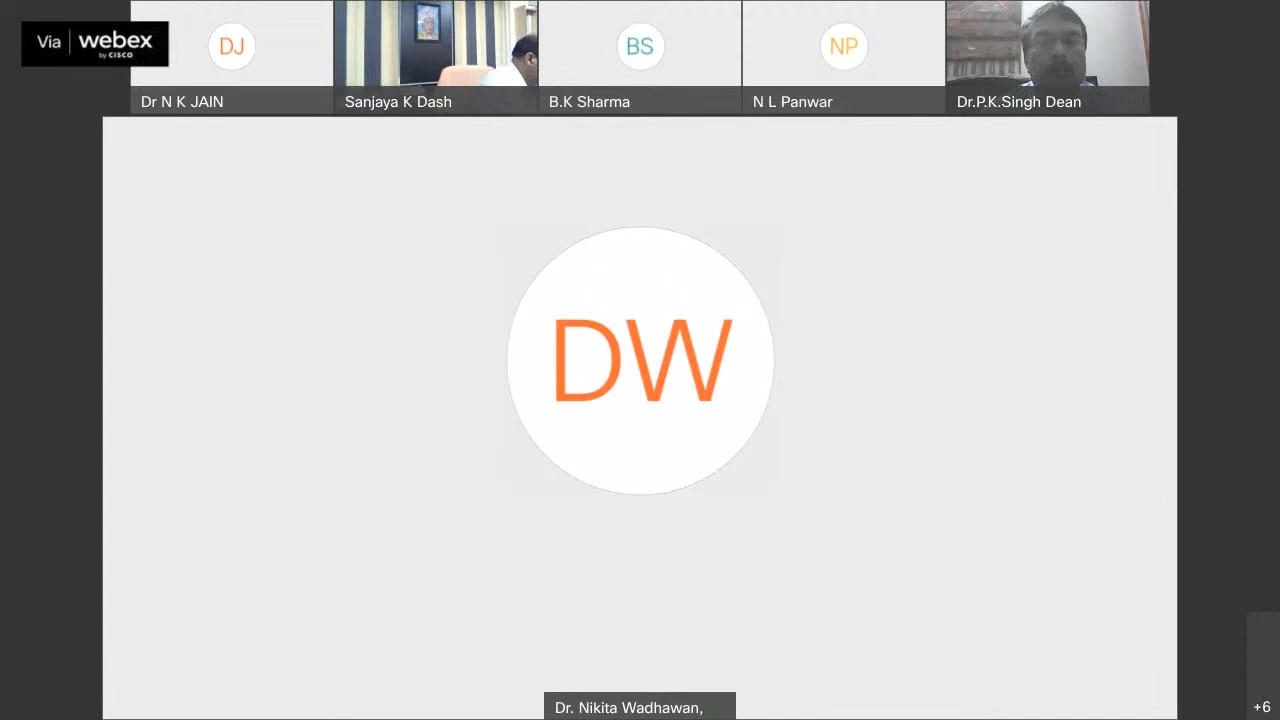 Via webex
by CISCO
DJ
BS
NP
Dr N K JAIN
Sanjaya K Dash
B.K Sharma
N L Panwar
Dr.P.K.Singh Dean
DW
Dr. Nikita Wadhawan,
+6